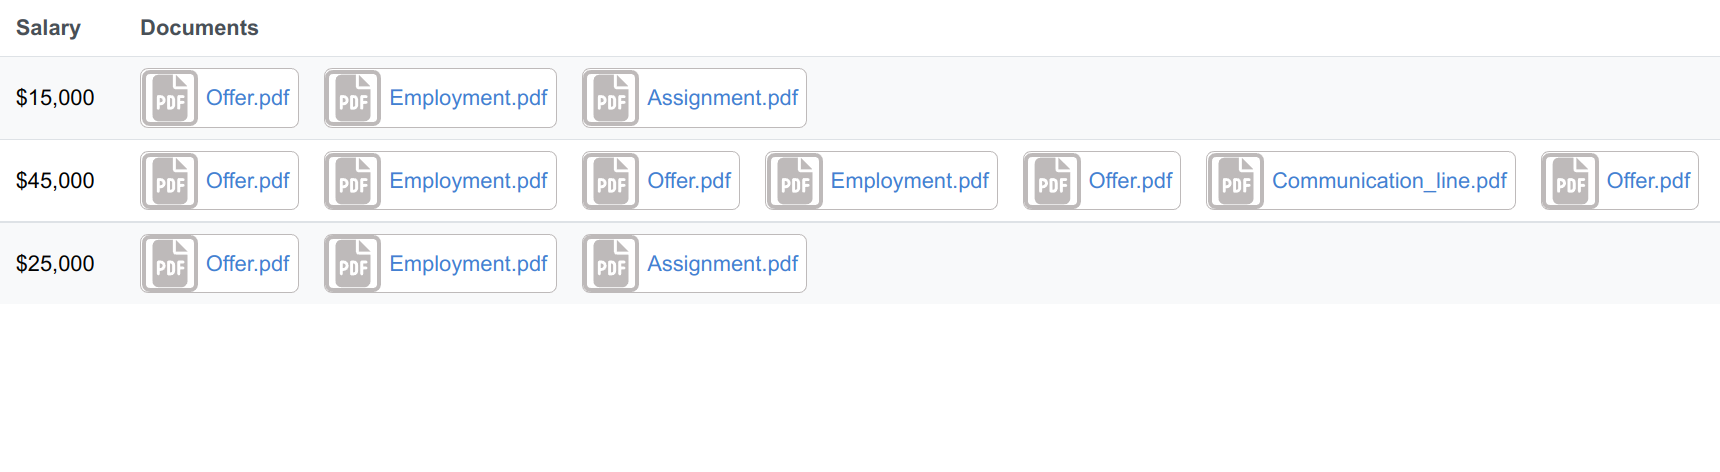 Salary Documents
$15,000 PDF Offer.pdf PDF Employment.pdf PDF Assignment.pdf
$45,000 PDF Offer.pdf PDF Employment.pdf PDF Offer.pdf PDF Employment.pdf PDF Offer.pdf PDF Communication_line.pdf PDF Offer.pdf
$25,000 PDF Offer.pdf PDF Employment.pdf PDF Assignment.pdf